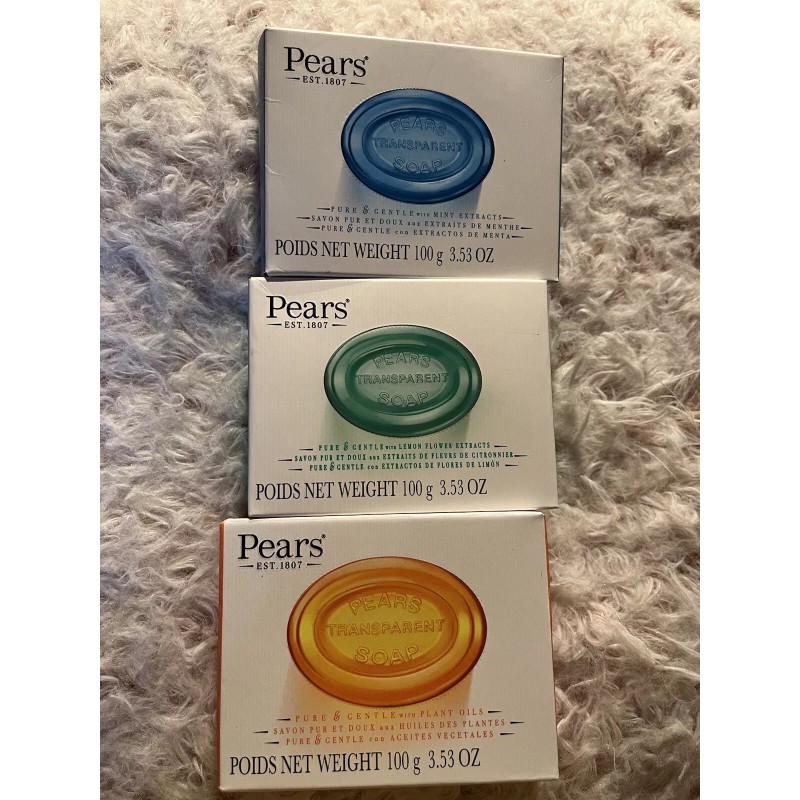 Pears®
EST.1807
PEARS
TRANSPARENT
SOAP
PURE & GENTLE with MINT EXTRACTS
SAVON PUR ET DOUX aux EXTRAITS DE MENTHE
PURE & GENTLE con EXTRACTOS DE MENTA
POIDS NET WEIGHT 100 g 3.53 OZ
Pears®
EST.1807
PEARS
TRANSPARENT
SOAP
PURE & GENTLE with LEMON FLOWER EXTRACTS
SAVON PUR ET DOUX aux EXTRAITS DE FLEURS DE CITRONNIER
PURE & GENTLE con EXTRACTOS DE FLORES DE LIMÓN
POIDS NET WEIGHT 100 g 3.53 OZ
Pears®
EST.1807
PEARS
TRANSPARENT
SOAP
PURE & GENTLE with PLANT OILS
SAVON PUR ET DOUX aux HUILES DES PLANTES
PURE & GENTLE con ACEITES VEGETALES
POIDS NET WEIGHT 100 g 3.53 OZ